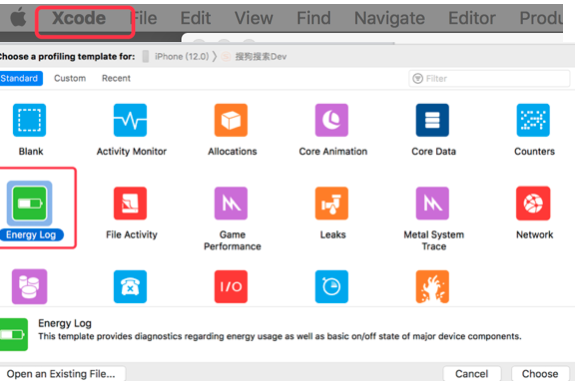 Xcode File Edit View Find Navigate Editor Produ
Choose a profiling template for: iPhone (12.0) 〉 搜狗搜索Dev
Standard Custom Recent Filter
Blank Activity Monitor Allocations Core Animation Core Data Counters
Energy Log File Activity Game Performance Leaks Metal System Trace Network
I/O
Energy Log
This template provides diagnostics regarding energy usage as well as basic on/off state of major device components.
Open an Existing File... Cancel Choose